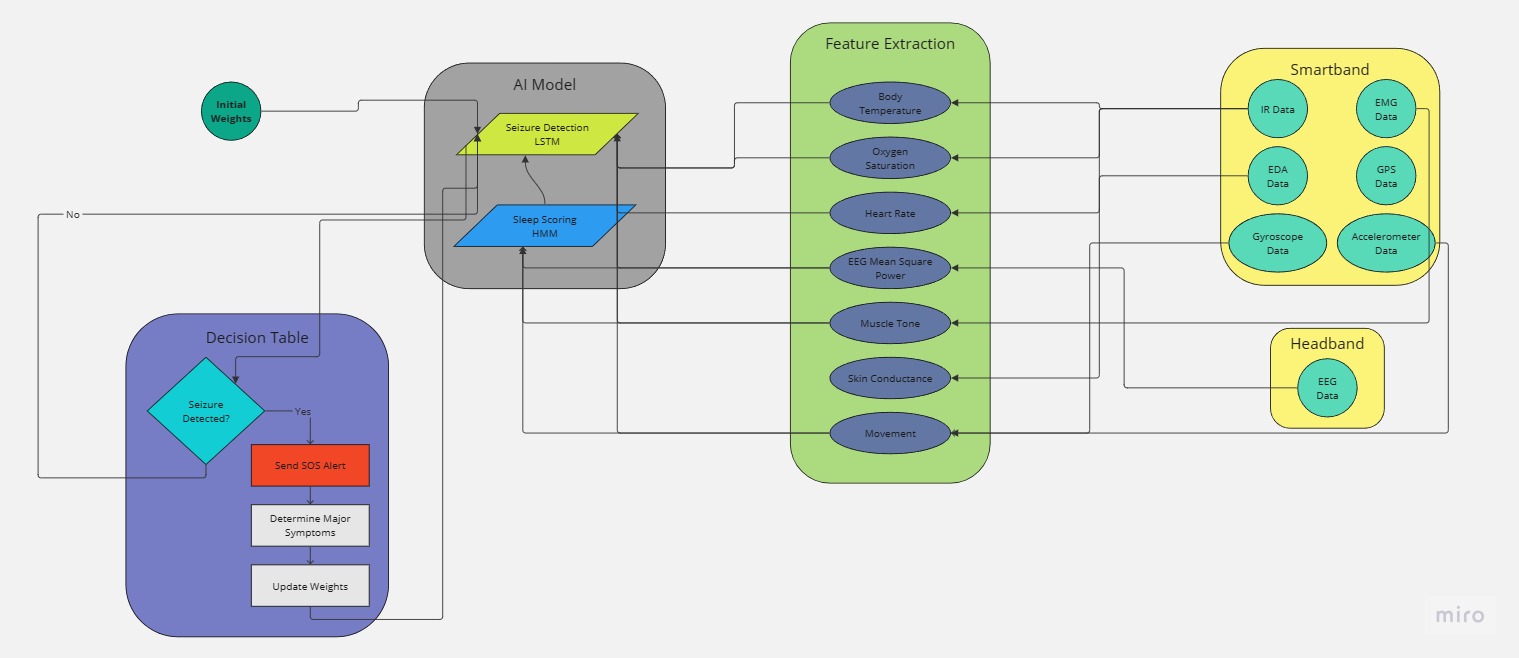 Initial
Weights
No
AI Model
Seizure Detection
LSTM
Sleep Scoring
HMM
Decision Table
Seizure
Detected?
Yes
Send SOS Alert
Determine Major
Symptoms
Update Weights
Feature Extraction
Body
Temperature
Oxygen
Saturation
Heart Rate
EEG Mean Square
Power
Muscle Tone
Skin Conductance
Movement
Smartband
IR Data
EMG
Data
EDA
Data
GPS
Data
Gyroscope
Data
Accelerometer
Data
Headband
EEG
Data
miro